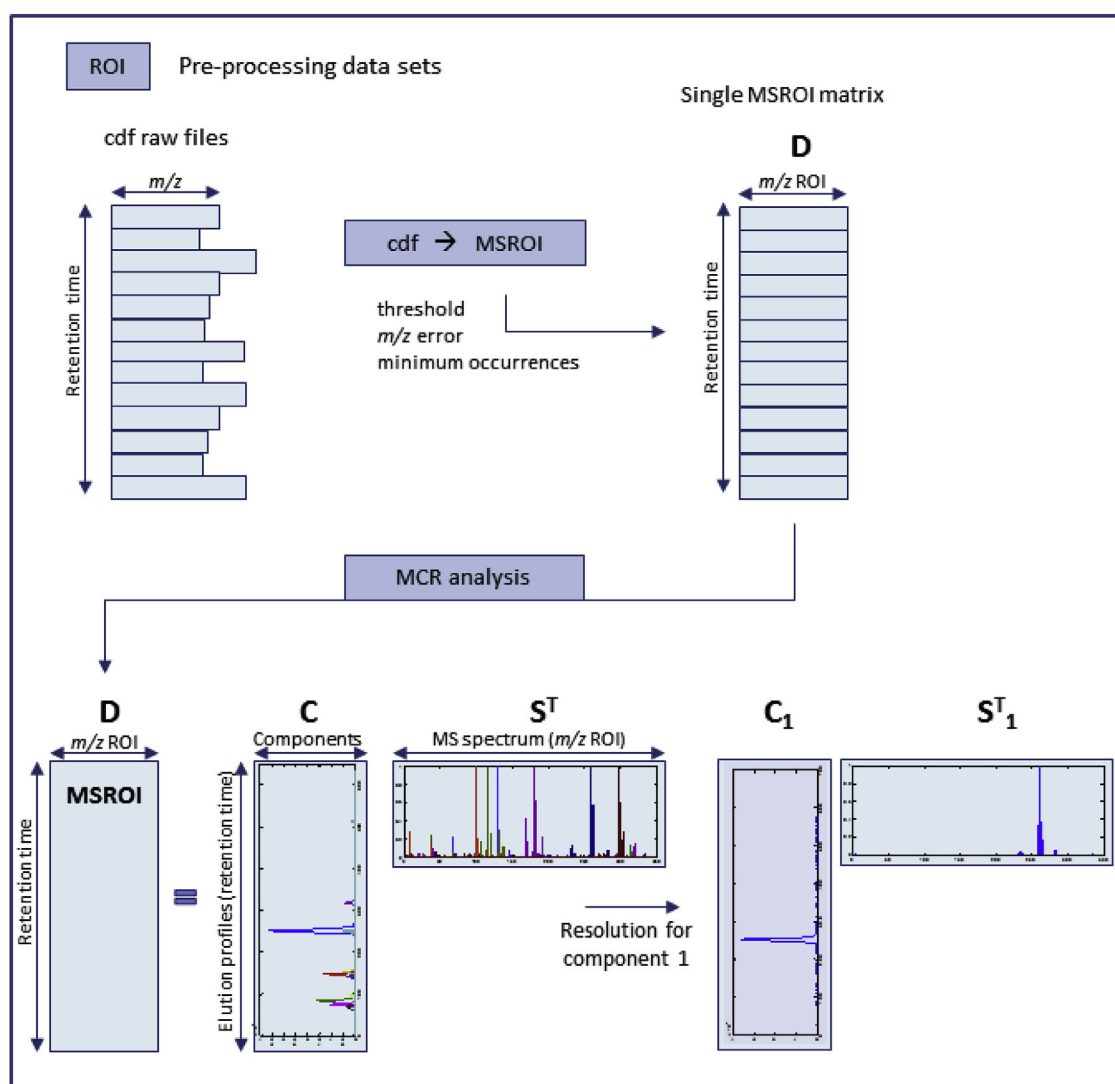 ROI
Pre-processing data sets
cdf raw files
m/z
Retention time
cdf → MSROI
threshold
m/z error
minimum occurrences
Single MSROI matrix
D
m/z ROI
Retention time
MCR analysis
D
m/z ROI
MSROI
Retention time
=
C
Components
Elution profiles (retention time)
S^T
MS spectrum (m/z ROI)
Resolution for
component 1
C₁
S^T₁